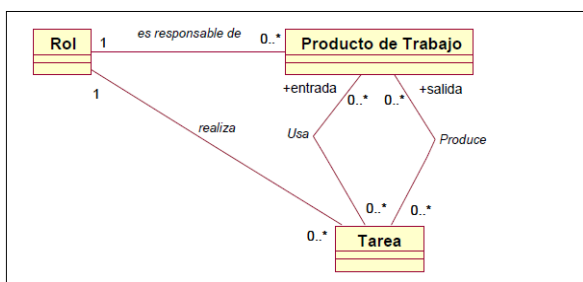 Rol
1
es responsable de
0..*
Producto de Trabajo
1
+entrada
0..*
0..*
+salida
realiza
Usa
Produce
0..*
0..*
0..*
Tarea